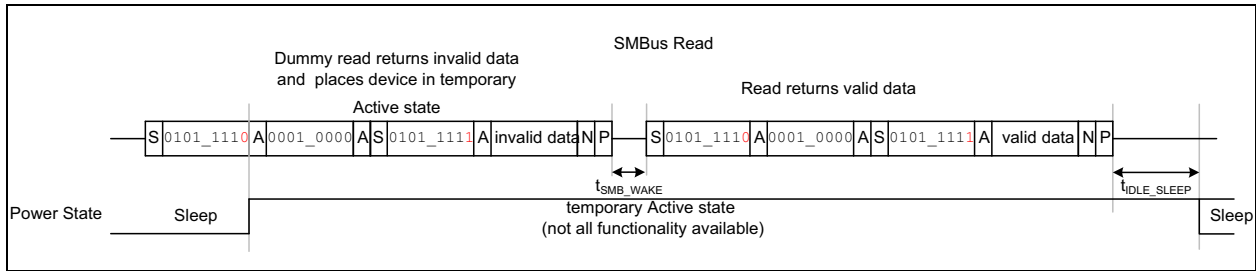 SMBus Read
Dummy read returns invalid data
and places device in temporary
Active state
Read returns valid data
S 0101_1110 A 0001_0000 A S 0101_1111 A invalid data N P S 0101_1110 A 0001_0000 A S 0101_1111 A valid data N P
tSMB_WAKE tIDLE_SLEEP
Power State Sleep temporary Active state Sleep
(not all functionality available)